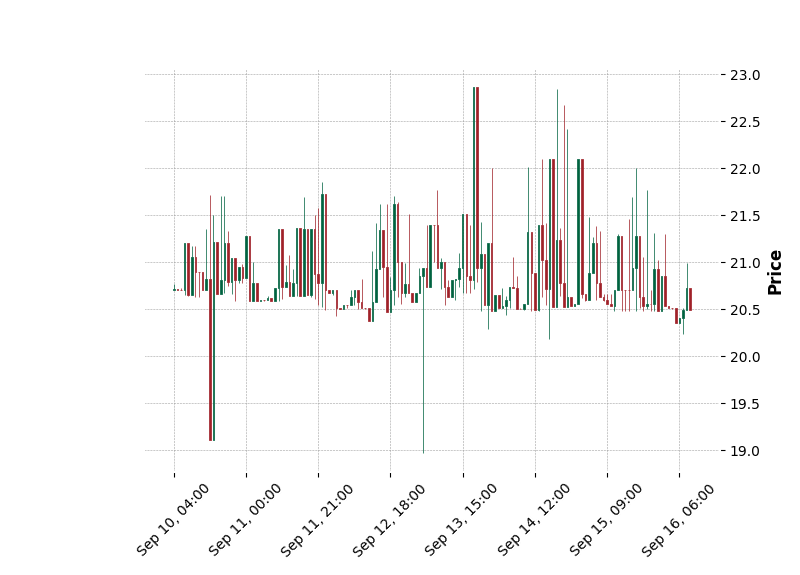 23.0
22.5
22.0
21.5
21.0
20.5
20.0
19.5
19.0
Price
Sep 10, 04:00
Sep 11, 00:00
Sep 11, 21:00
Sep 12, 18:00
Sep 13, 15:00
Sep 14, 12:00
Sep 15, 09:00
Sep 16, 06:00